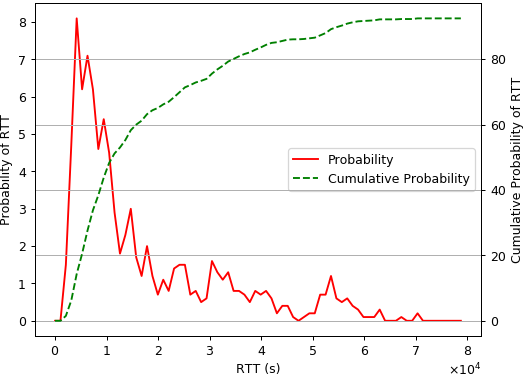 8
7
6
5
4
3
2
1
0
Probability of RTT
80
60
40
20
0
Cumulative Probability of RTT
Probability
Cumulative Probability
0 1 2 3 4 5 6 7 8
RTT (s)
×10⁴